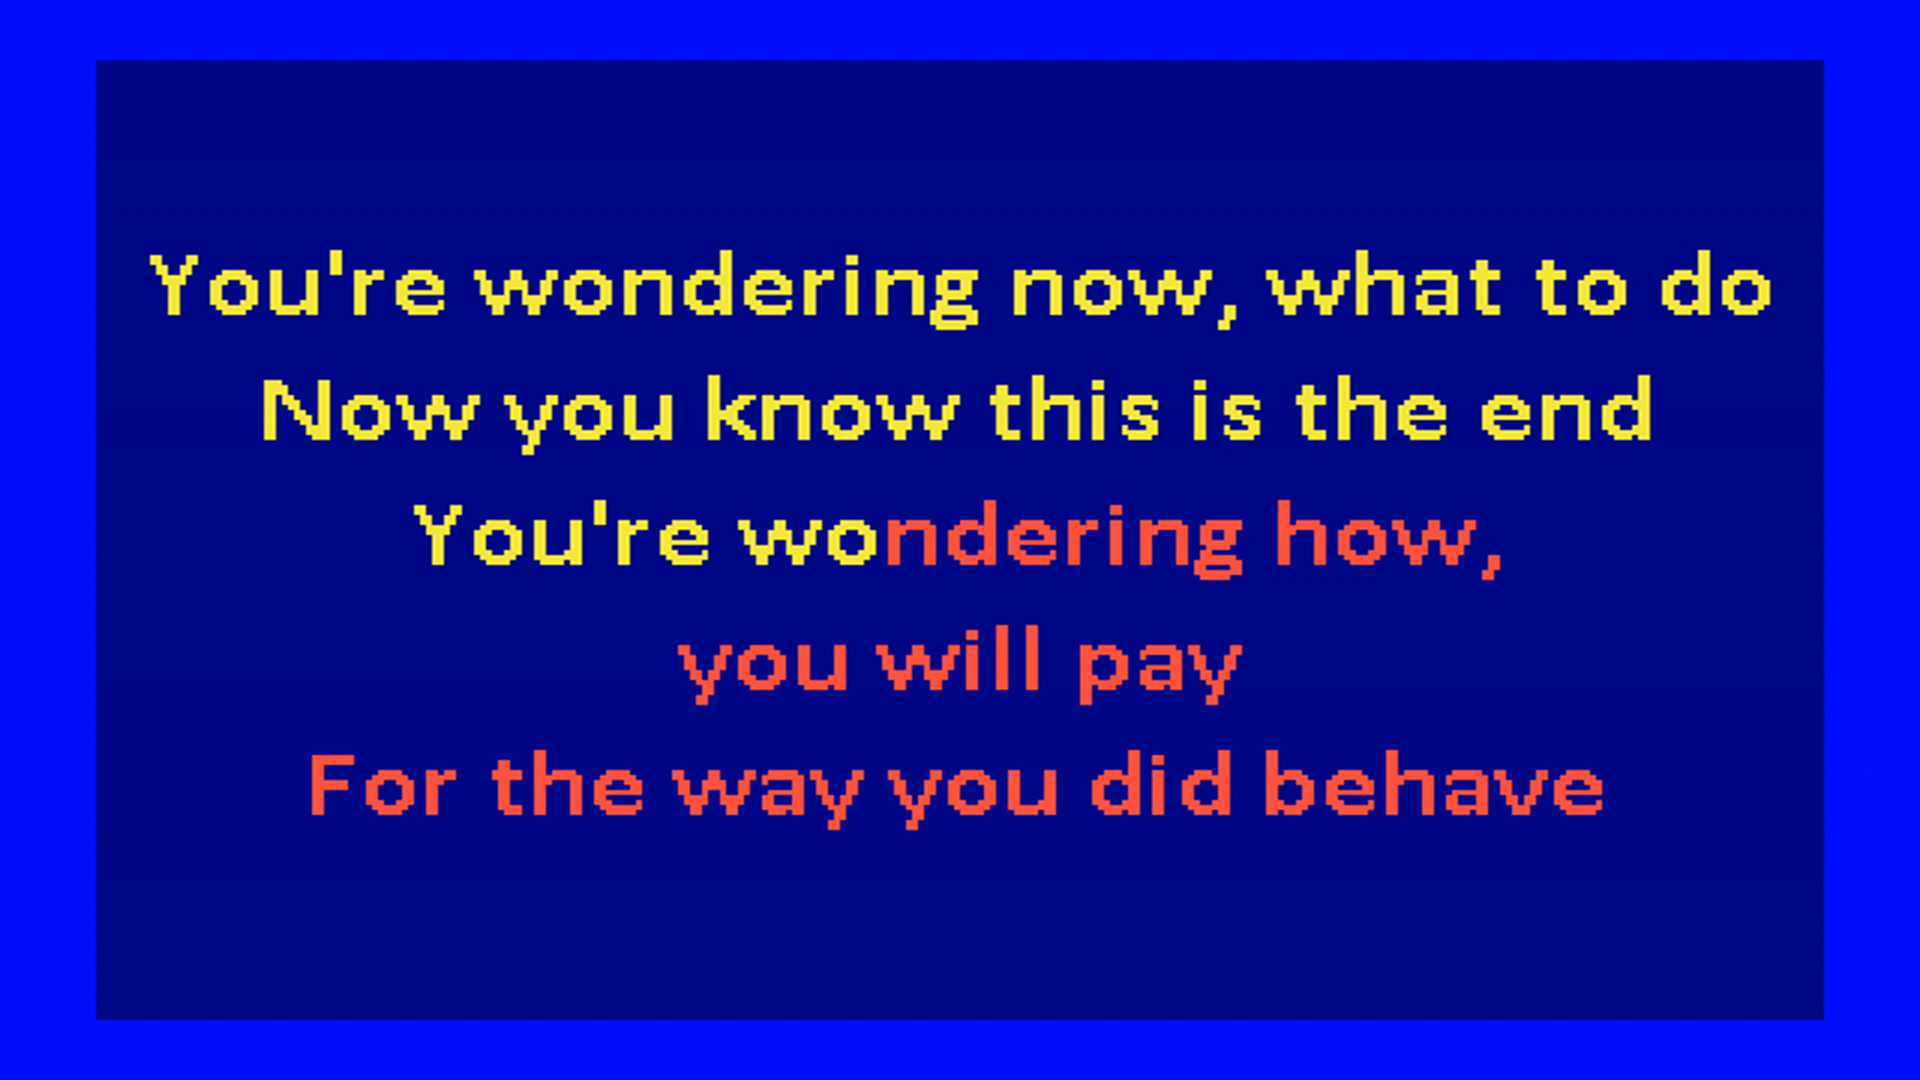 You're wondering now, what to do
Now you know this is the end
You're wondering how,
you will pay
For the way you did behave